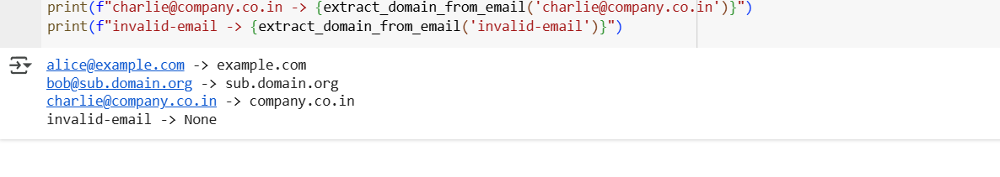 print(f"charlie@company.co.in -> {extract_domain_from_email('charlie@company.co.in')}")
print(f"invalid-email -> {extract_domain_from_email('invalid-email')}")
alice@example.com -> example.com
bob@sub.domain.org -> sub.domain.org
charlie@company.co.in -> company.co.in
invalid-email -> None